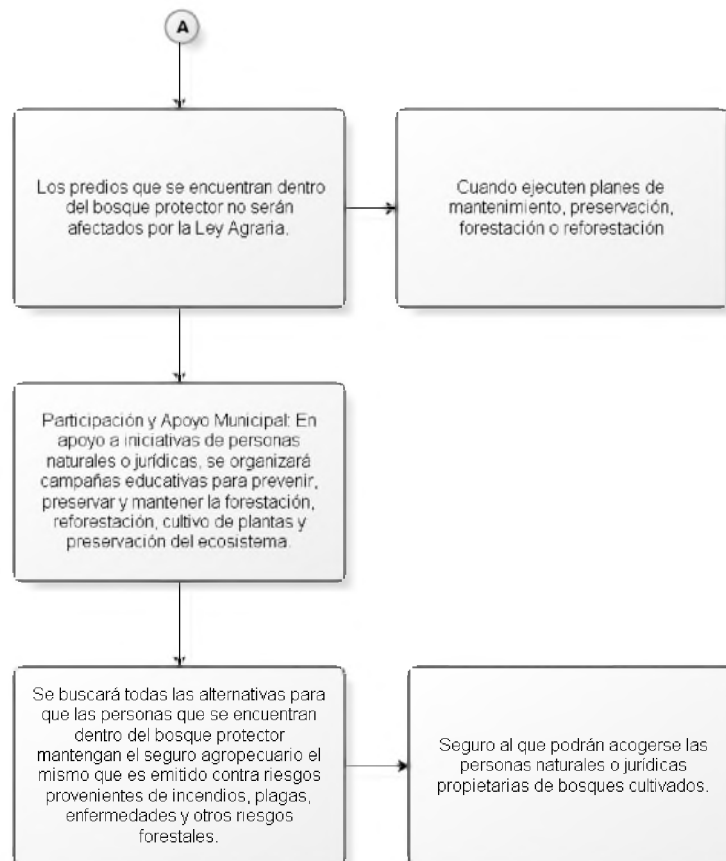 A
Los predios que se encuentran dentro
del bosque protector no serán
afectados por la Ley Agraria.
Cuando ejecuten planes de
mantenimiento, preservación,
forestación o reforestación
Participación y Apoyo Municipal: En
apoyo a iniciativas de personas
naturales o jurídicas, se organizará
campañas educativas para prevenir,
preservar y mantener la forestación,
reforestación, cultivo de plantas y
preservación del ecosistema.
Se buscará todas las alternativas para
que las personas que se encuentran
dentro del bosque protector
mantengan el seguro agropecuario el
mismo que es emitido contra riesgos
provenientes de incendios, plagas,
enfermedades y otros riesgos
forestales.
Seguro al que podrán acogerse las
personas naturales o jurídicas
propietarias de bosques cultivados.